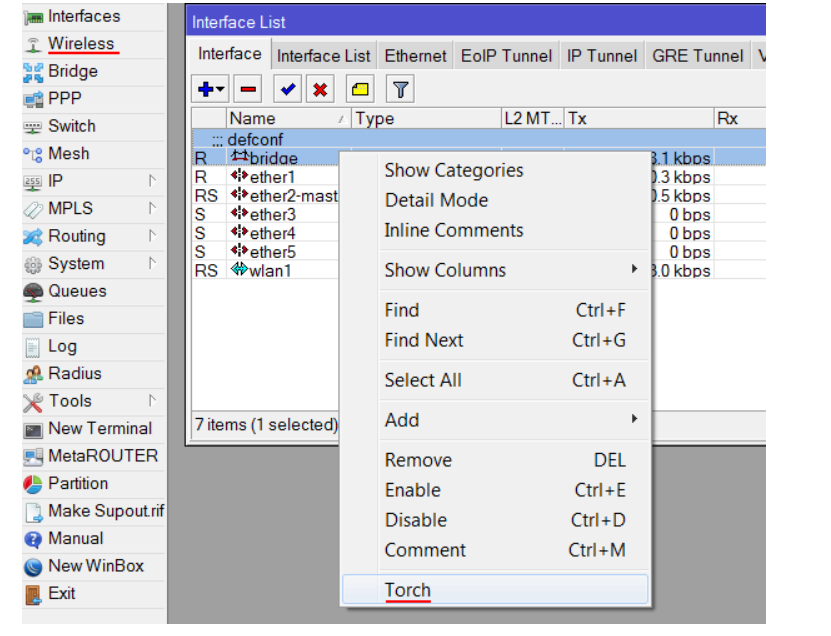 Interfaces
Wireless
Bridge
PPP
Switch
Mesh
255 IP
MPLS
Routing
System
Queues
Files
Log
Radius
Tools
New Terminal
MetaROUTER
Partition
Make Supout.rif
Manual
New WinBox
Exit
Interface List
Interface Interface List Ethernet EoIP Tunnel IP Tunnel GRE Tunnel V
Name Type L2 MT... Tx Rx
::: defconf
R bridge 3.1 kbps
R ether1 0.3 kbps
RS ether2-mast 0.5 kbps
S ether3 0 bps
S ether4 0 bps
S ether5 0 bps
RS wlan1 3.0 kbps
7 items (1 selected)
Show Categories
Detail Mode
Inline Comments
Show Columns
Find Ctrl+F
Find Next Ctrl+G
Select All Ctrl+A
Add
Remove DEL
Enable Ctrl+E
Disable Ctrl+D
Comment Ctrl+M
Torch